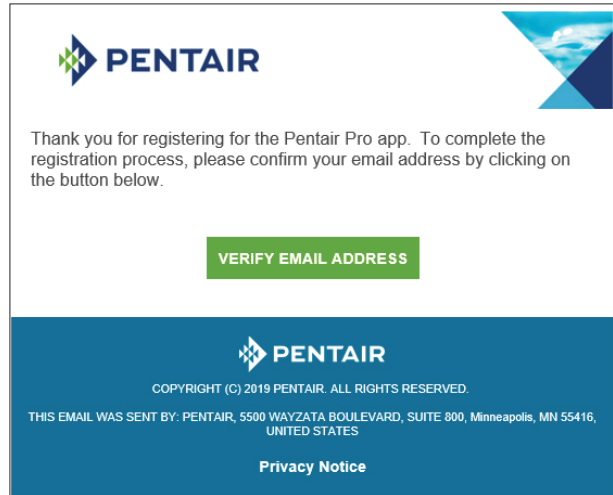 PENTAIR
Thank you for registering for the Pentair Pro app. To complete the
registration process, please confirm your email address by clicking on
the button below.
VERIFY EMAIL ADDRESS
PENTAIR
COPYRIGHT (C) 2019 PENTAIR. ALL RIGHTS RESERVED.
THIS EMAIL WAS SENT BY: PENTAIR, 5500 WAYZATA BOULEVARD, SUITE 800, Minneapolis, MN 55416,
UNITED STATES
Privacy Notice